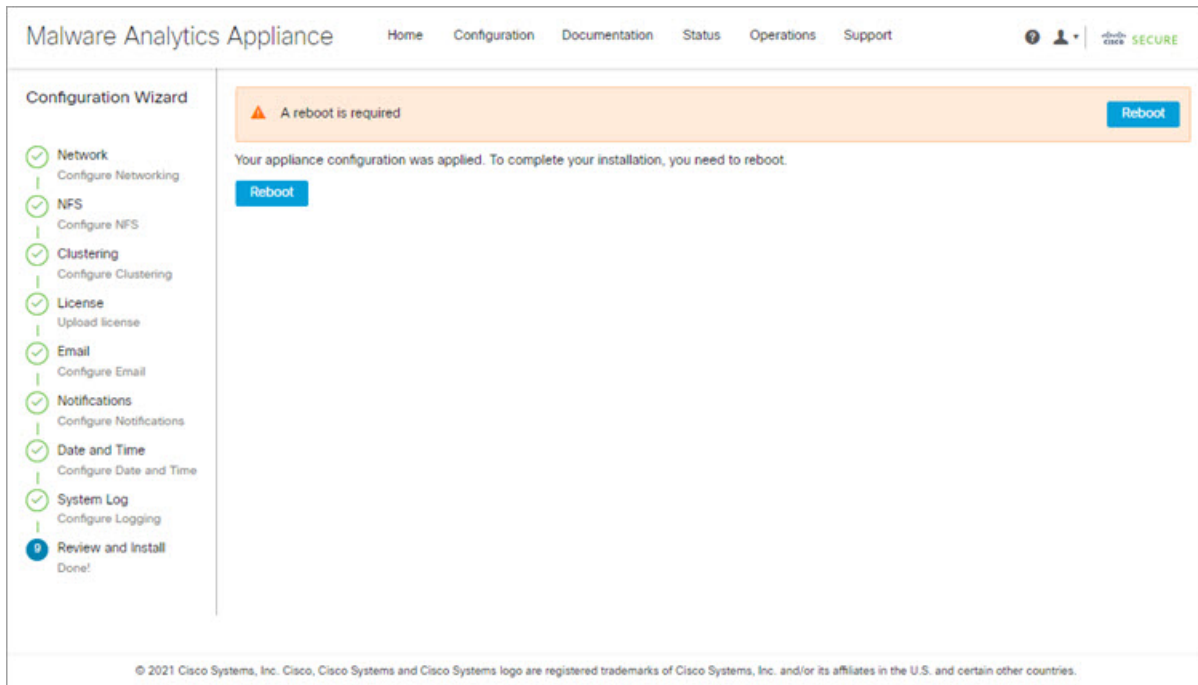 Malware Analytics Appliance
Home Configuration Documentation Status Operations Support
CISCO SECURE
Configuration Wizard
A reboot is required
Reboot
Network
Configure Networking
Your appliance configuration was applied. To complete your installation, you need to reboot.
Reboot
NFS
Configure NFS
Clustering
Configure Clustering
License
Upload license
Email
Configure Email
Notifications
Configure Notifications
Date and Time
Configure Date and Time
System Log
Configure Logging
9
Review and Install
Done!
© 2021 Cisco Systems, Inc. Cisco, Cisco Systems and Cisco Systems logo are registered trademarks of Cisco Systems, Inc. and/or its affiliates in the U.S. and certain other countries.